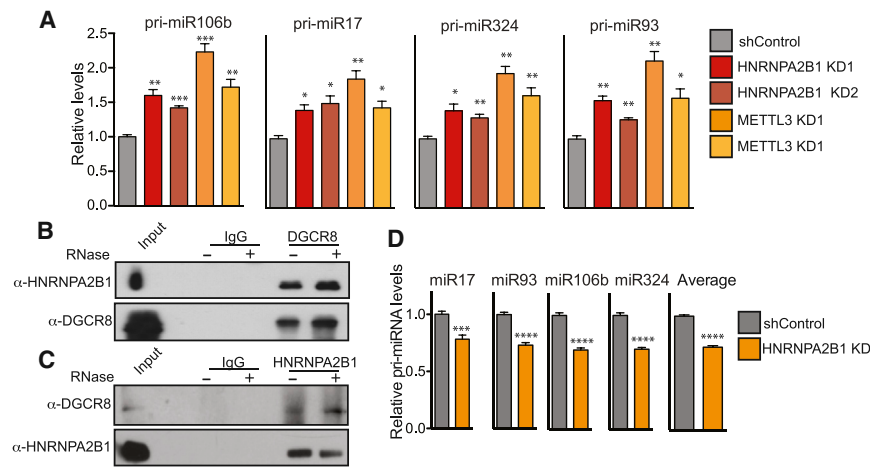 A
pri-miR106b
pri-miR17
pri-miR324
pri-miR93
Relative levels
2.5
2.0
1.5
1.0
0.5
0.0
** *** *** **
* * ** *
* ** ** **
** ** ** *
shControl
HNRNPA2B1 KD1
HNRNPA2B1 KD2
METTL3 KD1
METTL3 KD1
B
Input
IgG
DGCR8
RNase
– + – +
α-HNRNPA2B1
α-DGCR8
C
Input
IgG
HNRNPA2B1
RNase
– + – +
α-DGCR8
α-HNRNPA2B1
D
miR17 miR93 miR106b miR324 Average
Relative pri-miRNA levels
1.0
0.0
*** **** **** **** ****
shControl
HNRNPA2B1 KD